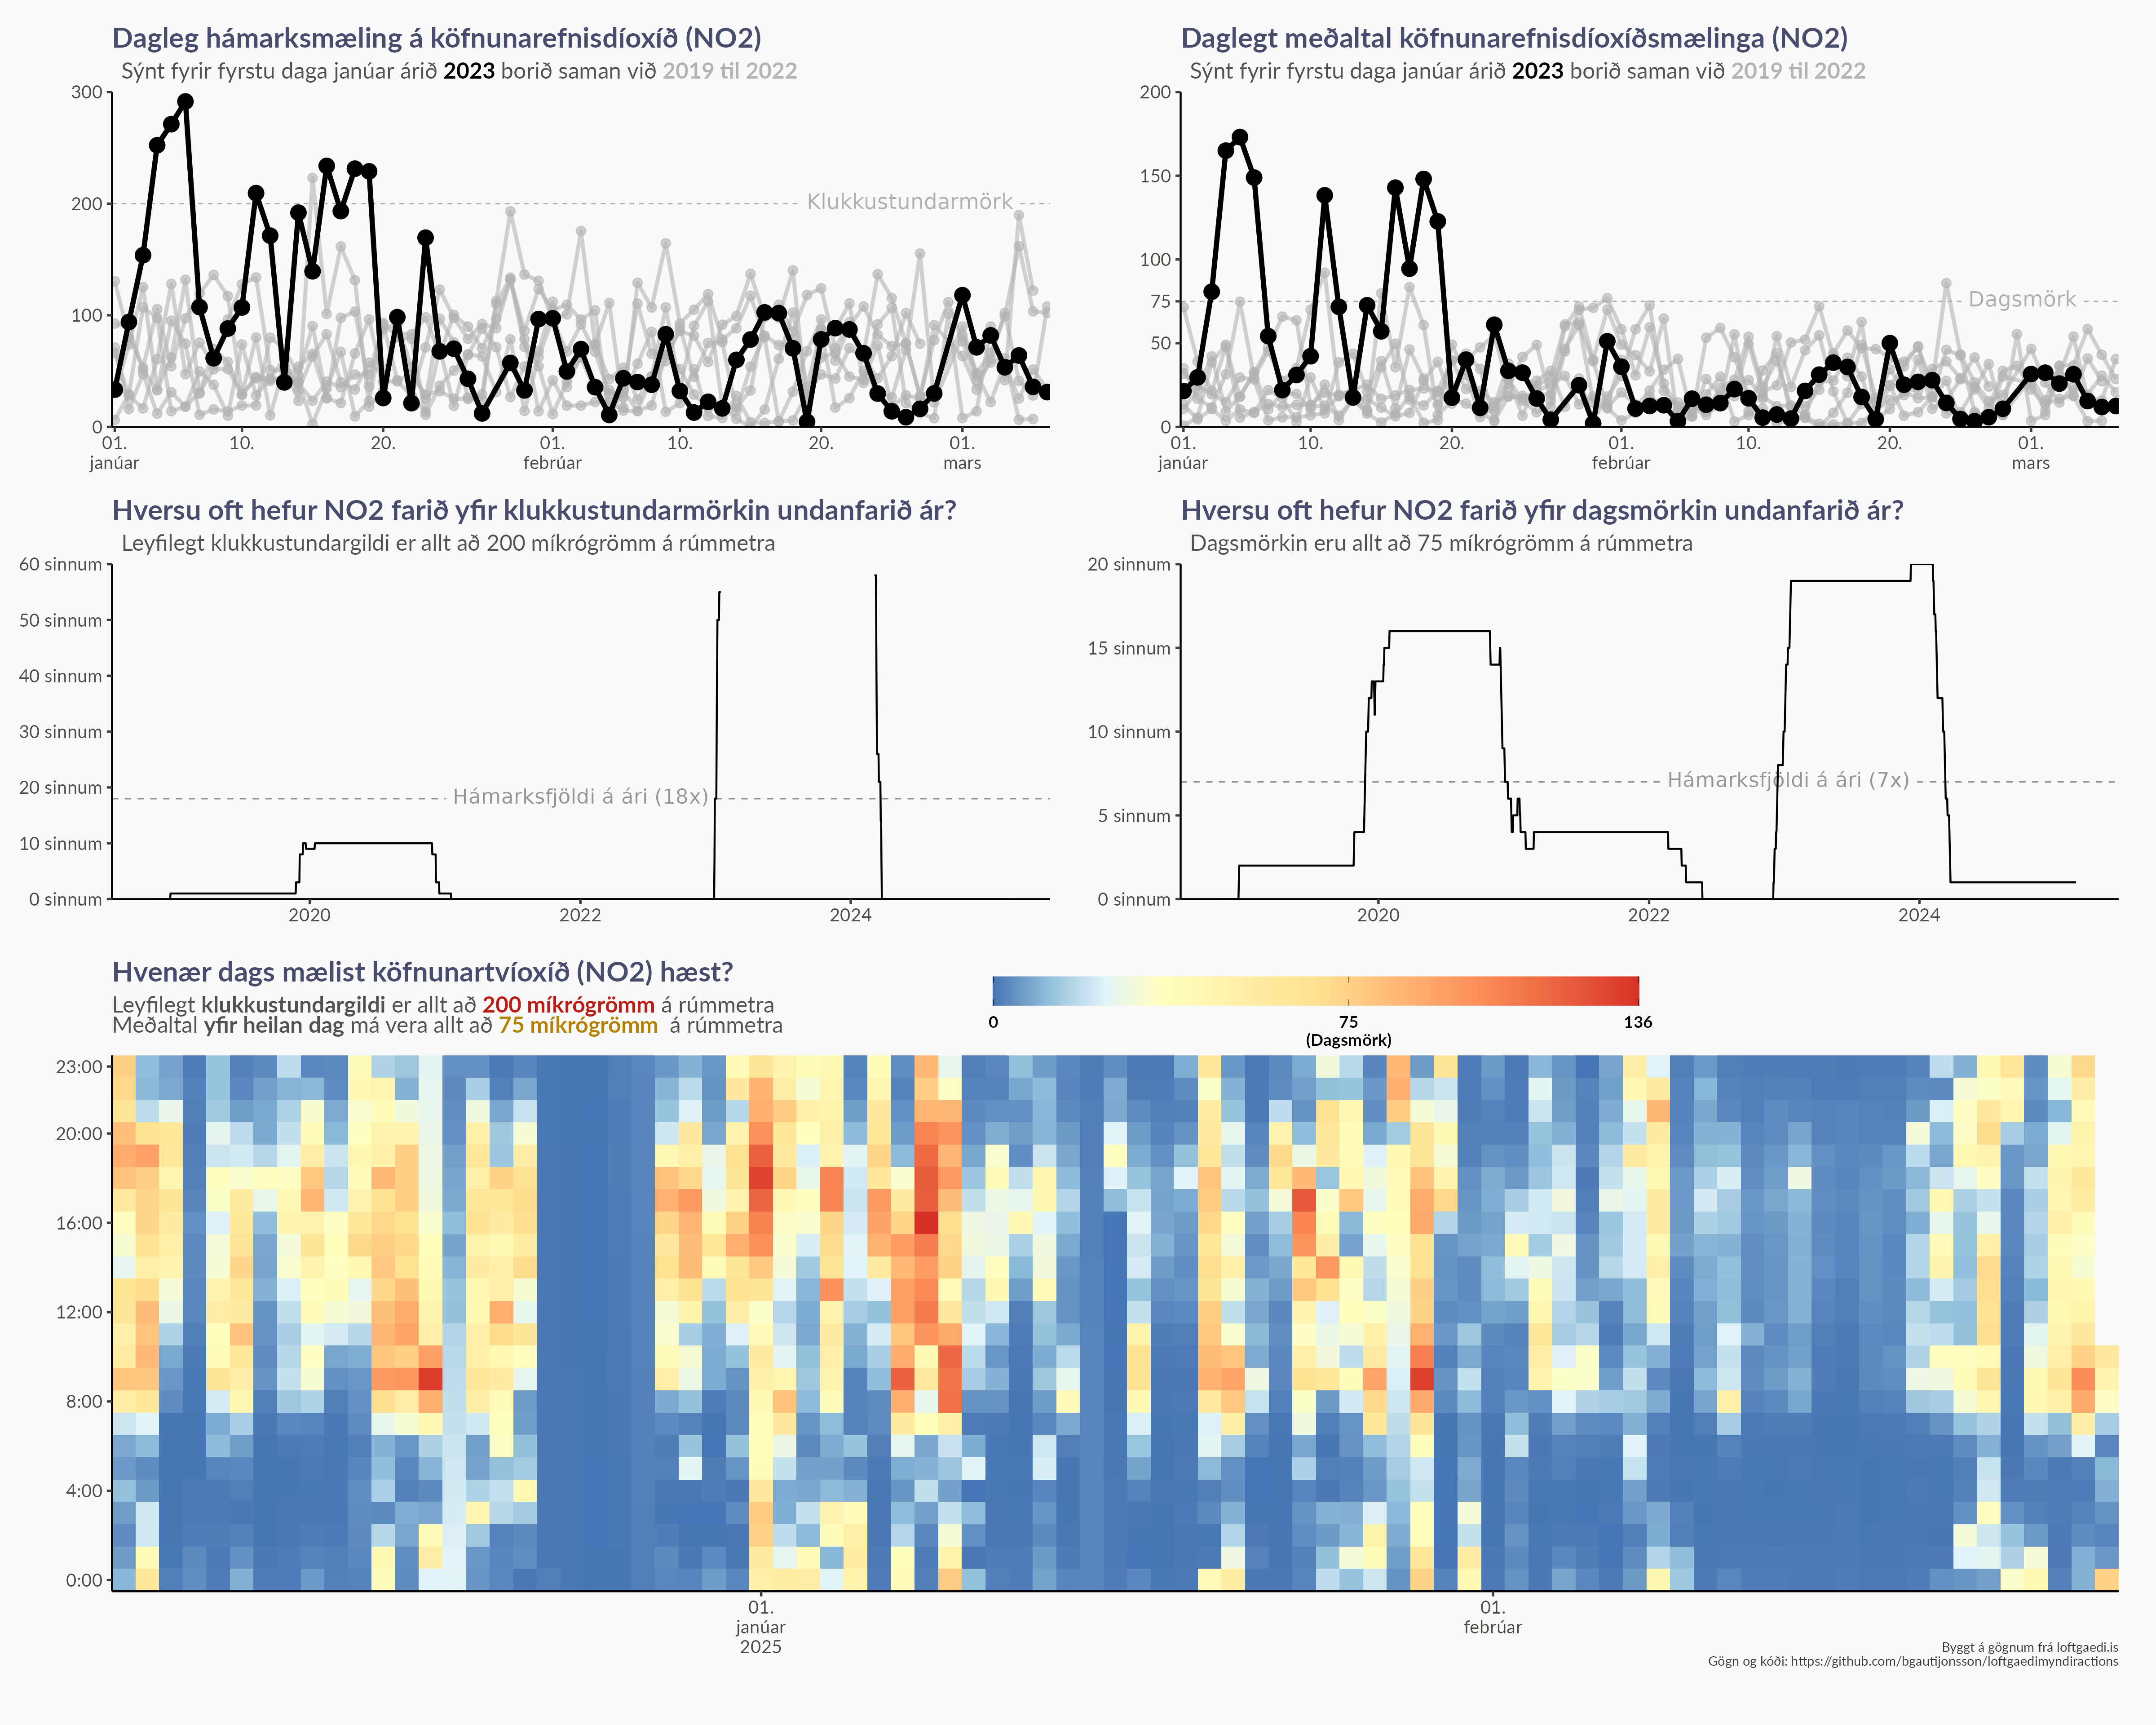 Dagleg hámarksmæling á köfnunarefnisdíoxíð (NO2)
Sýnt fyrir fyrstu daga janúar árið 2023 borið saman við 2019 til 2022
300
200
100
0
Klukkustundarmörk
01. 10. 20. 01. 10. 20. 01.
janúar febrúar mars
Daglegt meðaltal köfnunarefnisdíoxíðsmælinga (NO2)
Sýnt fyrir fyrstu daga janúar árið 2023 borið saman við 2019 til 2022
200
150
100
75
50
0
Dagsmörk
01. 10. 20. 01. 10. 20. 01.
janúar febrúar mars
Hversu oft hefur NO2 farið yfir klukkustundarmörkin undanfarið ár?
Leyfilegt klukkustundargildi er allt að 200 míkrógrömm á rúmmetra
60 sinnum
50 sinnum
40 sinnum
30 sinnum
20 sinnum
10 sinnum
0 sinnum
Hámarksfjöldi á ári (18x)
2020 2022 2024
Hversu oft hefur NO2 farið yfir dagsmörkin undanfarið ár?
Dagsmörkin eru allt að 75 míkrógrömm á rúmmetra
20 sinnum
15 sinnum
10 sinnum
5 sinnum
0 sinnum
Hámarksfjöldi á ári (7x)
2020 2022 2024
Hvenær dags mælist köfnunartvíoxíð (NO2) hæst?
Leyfilegt klukkustundargildi er allt að 200 míkrógrömm á rúmmetra
Meðaltal yfir heilan dag má vera allt að 75 míkrógrömm á rúmmetra
0 75 136
(Dagsmörk)
23:00
20:00
16:00
12:00
8:00
4:00
0:00
01. 01.
janúar febrúar
2025
Byggt á gögnum frá loftgaedi.is
Gögn og kóði: https://github.com/bgautijonsson/loftgaedimyndiractions